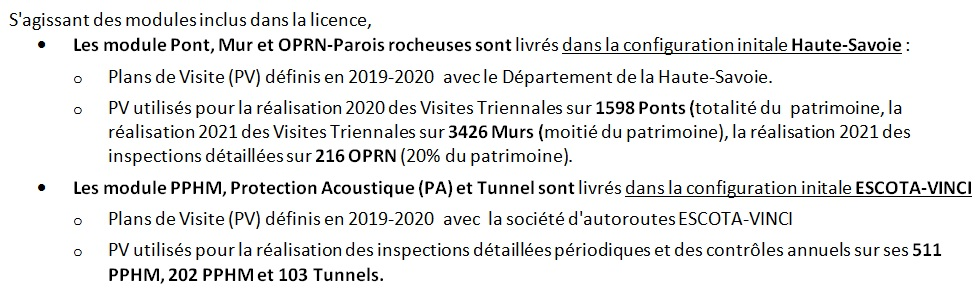 S'agissant des modules inclus dans la licence,
• Les module Pont, Mur et OPRN-Parois rocheuses sont livrés dans la configuration initale Haute-Savoie :
o Plans de Visite (PV) définis en 2019-2020 avec le Département de la Haute-Savoie.
o PV utilisés pour la réalisation 2020 des Visites Triennales sur 1598 Ponts (totalité du patrimoine, la
réalisation 2021 des Visites Triennales sur 3426 Murs (moitié du patrimoine), la réalisation 2021 des
inspections détaillées sur 216 OPRN (20% du patrimoine).
• Les module PPHM, Protection Acoustique (PA) et Tunnel sont livrés dans la configuration initale ESCOTA-VINCI
o Plans de Visite (PV) définis en 2019-2020 avec la société d'autoroutes ESCOTA-VINCI
o PV utilisés pour la réalisation des inspections détaillées périodiques et des contrôles annuels sur ses 511
PPHM, 202 PPHM et 103 Tunnels.